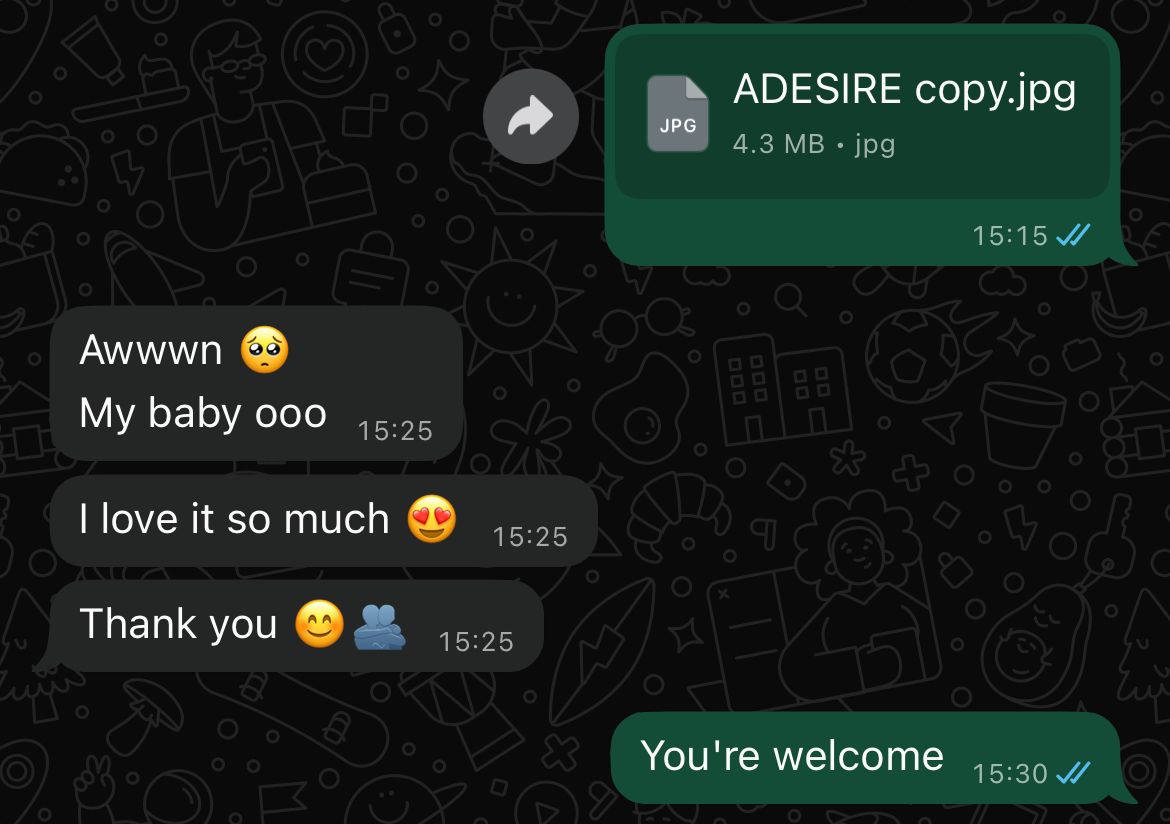 ADESIRE copy.jpg
JPG
4.3 MB • jpg
15:15
Awwwn 🥺
My baby ooo 15:25
I love it so much 😍 15:25
Thank you 😊🫂 15:25
You're welcome 15:30